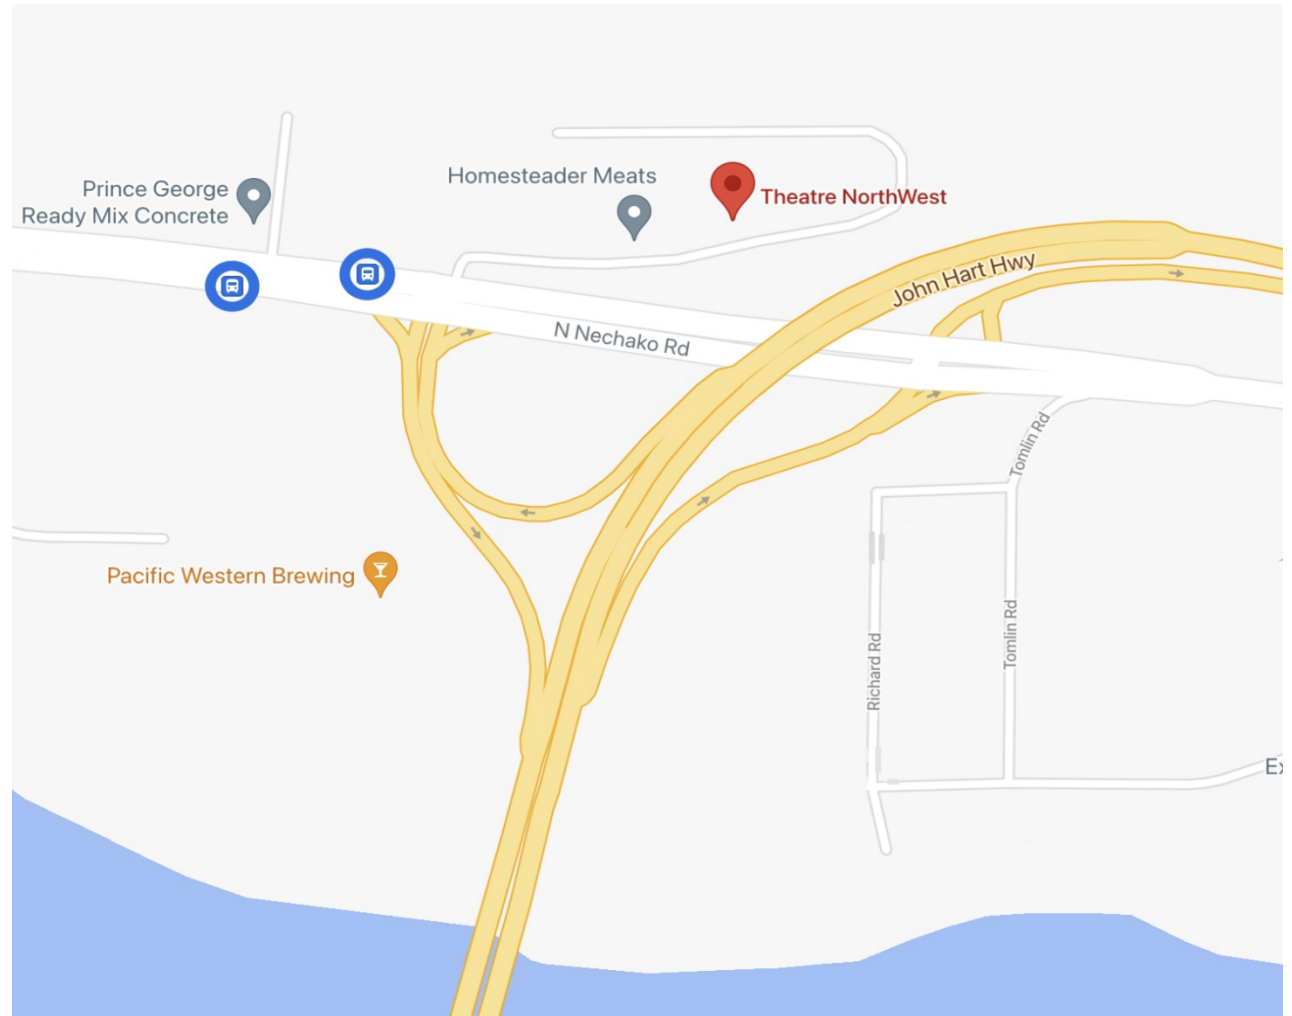 Homesteader Meats
Prince George
Ready Mix Concrete
Theatre NorthWest
John Hart Hwy
N Nechako Rd
Tomlin Rd
Pacific Western Brewing
Tomlin Rd
Richard Rd